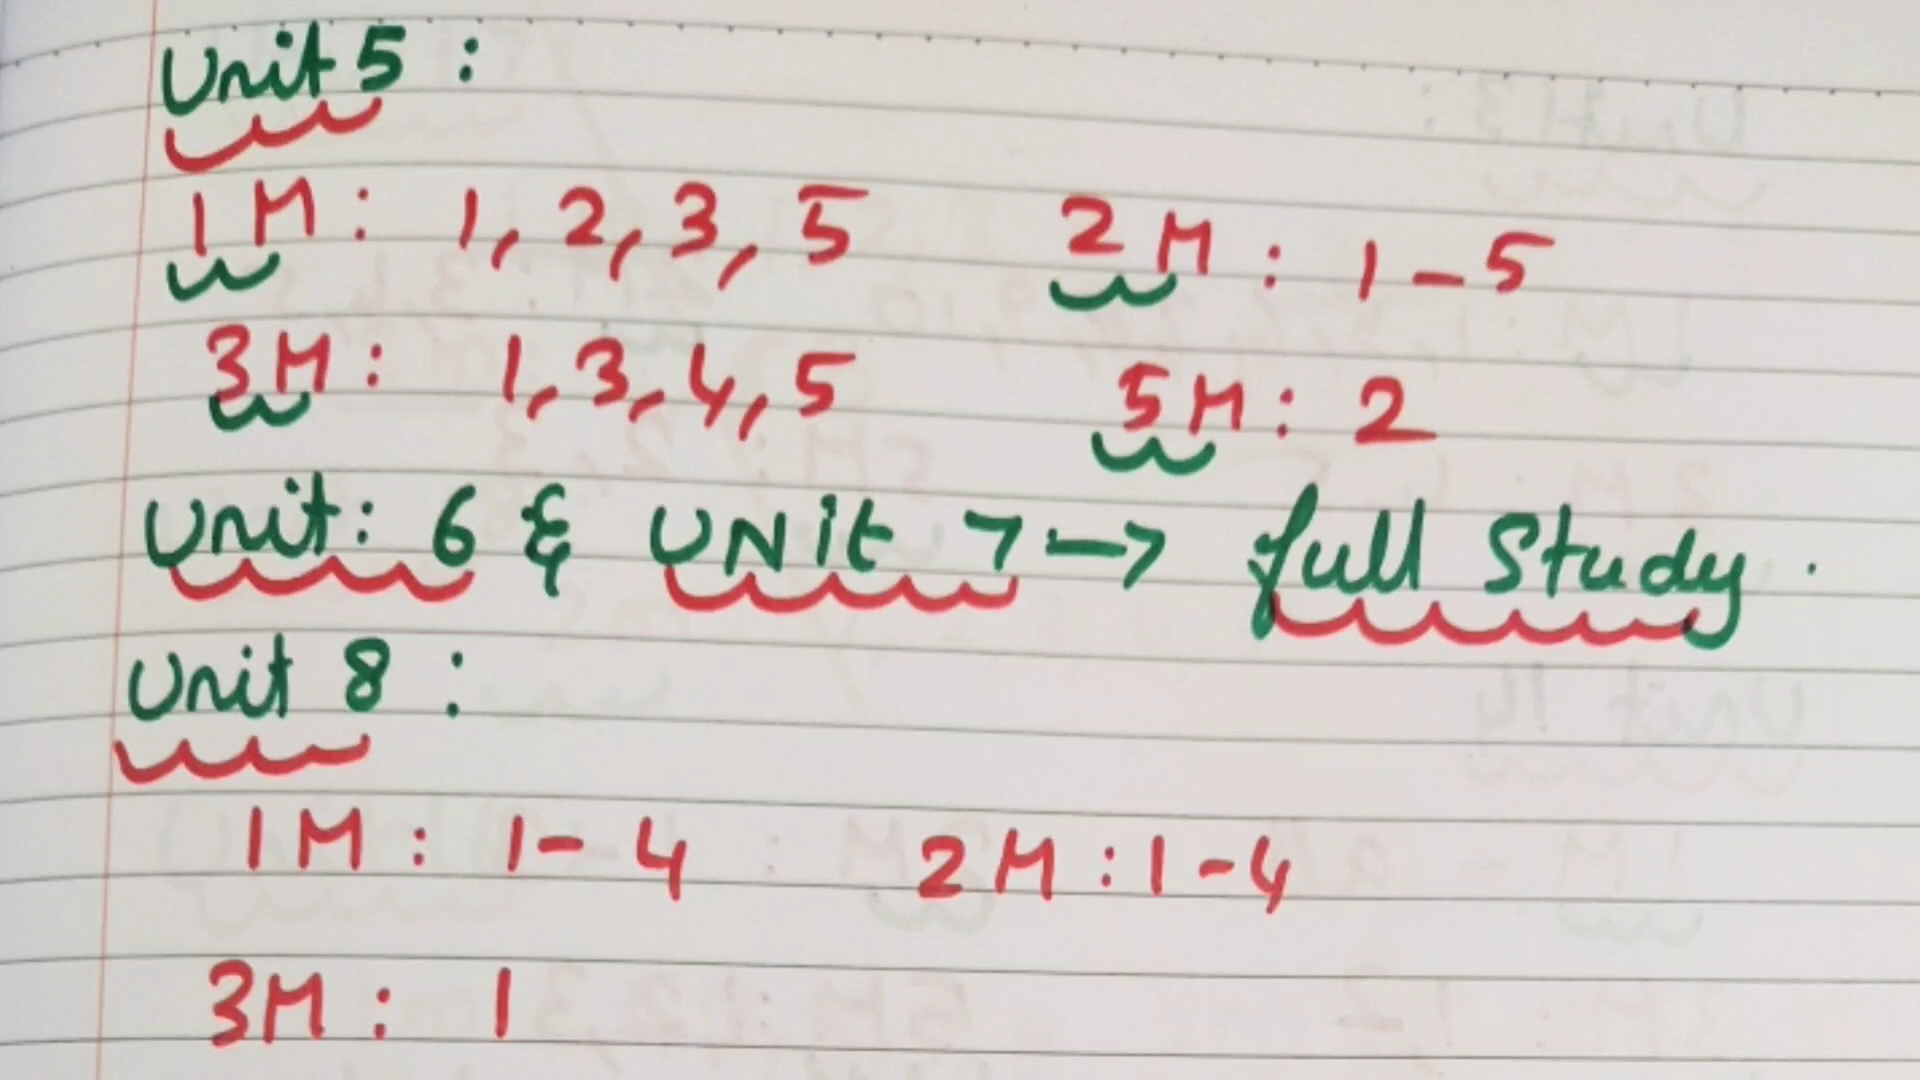 Unit 5 :
1M : 1, 2, 3, 5 2M : 1 - 5
3M : 1, 3, 4, 5 5M : 2
Unit: 6 & UNit 7 -> full Study .
Unit 8 :
1M : 1 - 4 2M : 1 - 4
3M : 1